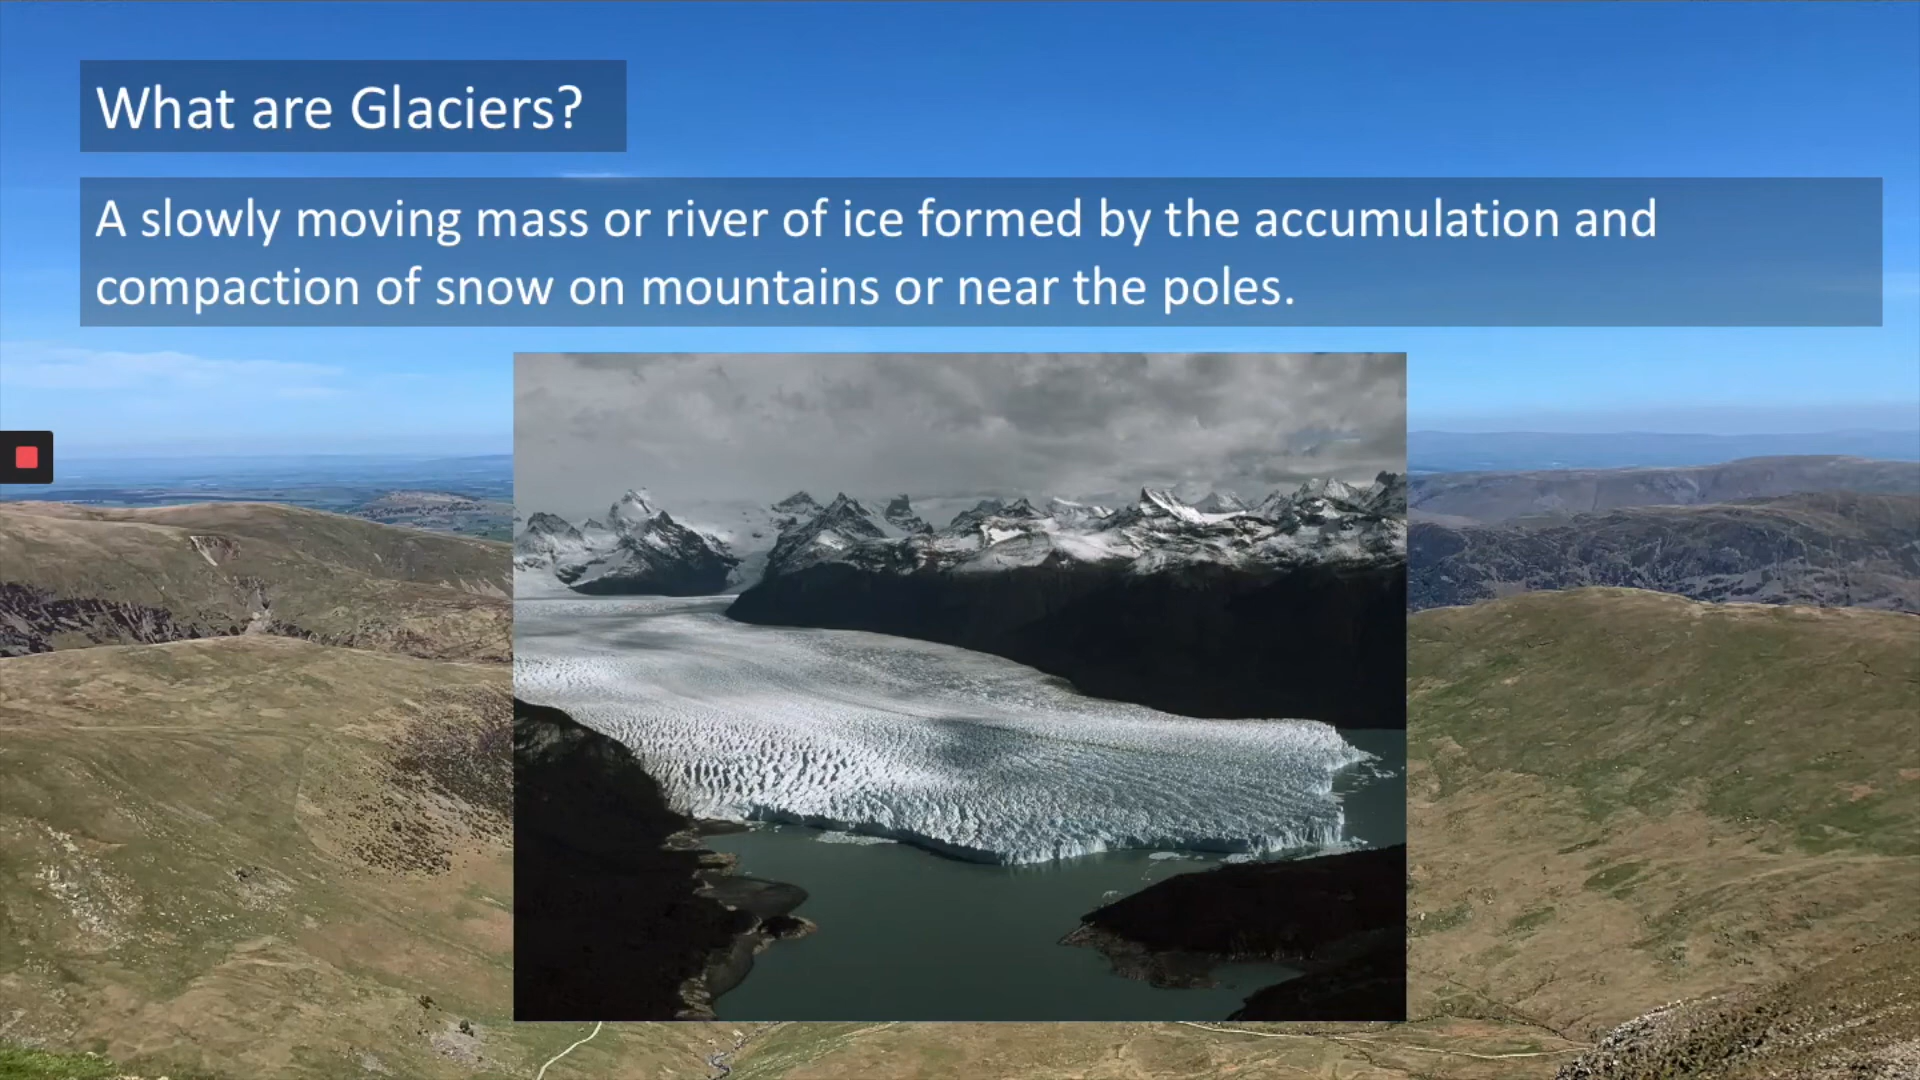 What are Glaciers?
A slowly moving mass or river of ice formed by the accumulation and
compaction of snow on mountains or near the poles.